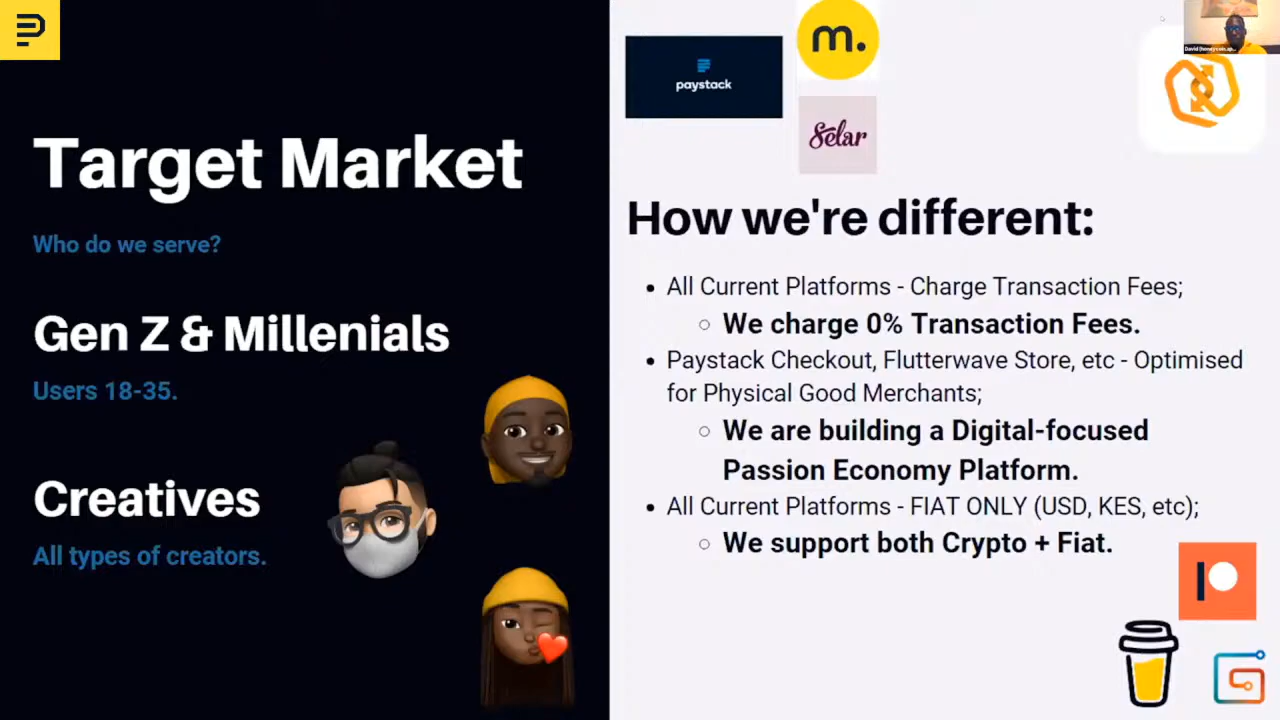 Target Market
Who do we serve?
Gen Z & Millenials
Users 18-35.
Creatives
All types of creators.
paystack
m.
Selar
How we're different:
All Current Platforms - Charge Transaction Fees;
We charge 0% Transaction Fees.
Paystack Checkout, Flutterwave Store, etc - Optimised
for Physical Good Merchants;
We are building a Digital-focused
Passion Economy Platform.
All Current Platforms - FIAT ONLY (USD, KES, etc);
We support both Crypto + Fiat.